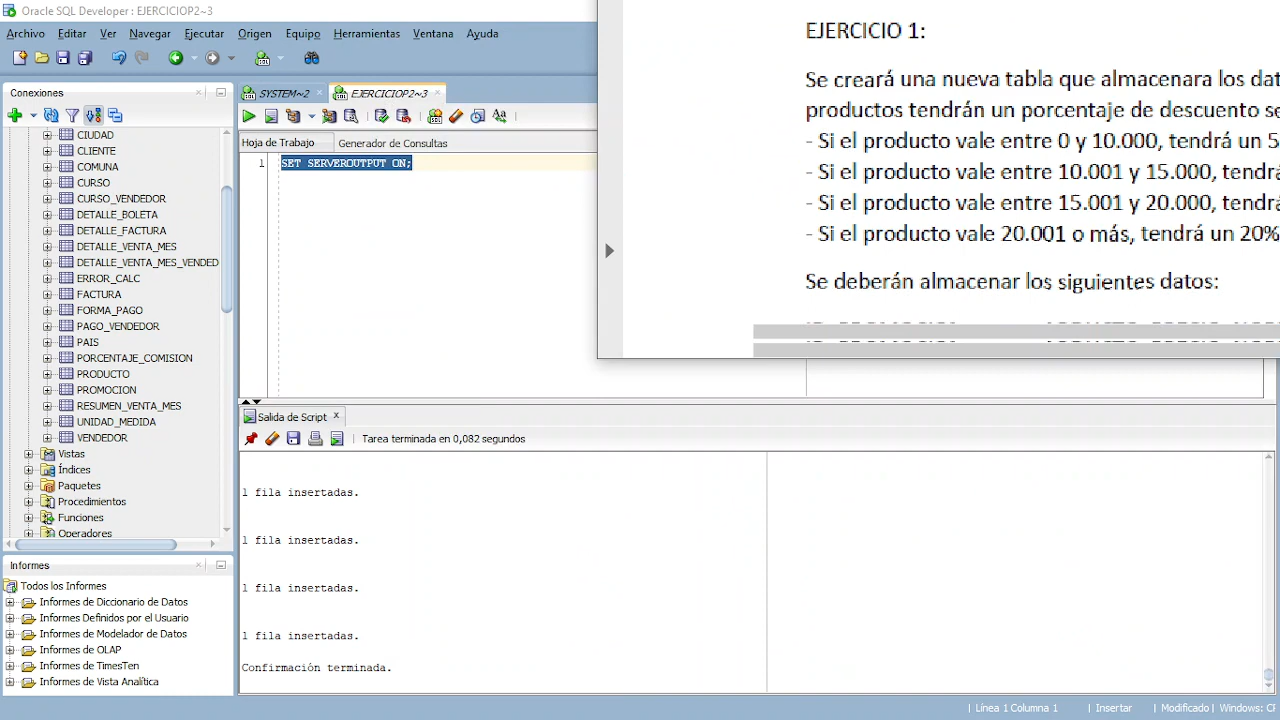 Oracle SQL Developer : EJERCICIOP2~3
Archivo Editar Ver Navegar Ejecutar Origen Equipo Herramientas Ventana Ayuda
Conexiones
CIUDAD
CLIENTE
COMUNA
CURSO
CURSO_VENDEDOR
DETALLE_BOLETA
DETALLE_FACTURA
DETALLE_VENTA_MES
DETALLE_VENTA_MES_VENDED
ERROR_CALC
FACTURA
FORMA_PAGO
PAGO_VENDEDOR
PAIS
PORCENTAJE_COMISION
PRODUCTO
PROMOCION
RESUMEN_VENTA_MES
UNIDAD_MEDIDA
VENDEDOR
Vistas
Índices
Paquetes
Procedimientos
Funciones
Operadores
Informes
Todos los Informes
Informes de Diccionario de Datos
Informes Definidos por el Usuario
Informes de Modelador de Datos
Informes de OLAP
Informes de TimesTen
Informes de Vista Analítica
SYSTEM~2 EJERCICIOP2~3
Hoja de Trabajo Generador de Consultas
1 SET SERVEROUTPUT ON;
EJERCICIO 1:
Se creará una nueva tabla que almacenara los dat
productos tendrán un porcentaje de descuento se
- Si el producto vale entre 0 y 10.000, tendrá un 5
- Si el producto vale entre 10.001 y 15.000, tendrá
- Si el producto vale entre 15.001 y 20.000, tendrá
- Si el producto vale 20.001 o más, tendrá un 20%
Se deberán almacenar los siguientes datos:
Salida de Script
Tarea terminada en 0,082 segundos
1 fila insertadas.
1 fila insertadas.
1 fila insertadas.
1 fila insertadas.
Confirmación terminada.
Línea 1 Columna 1 Insertar Modificado Windows: CF